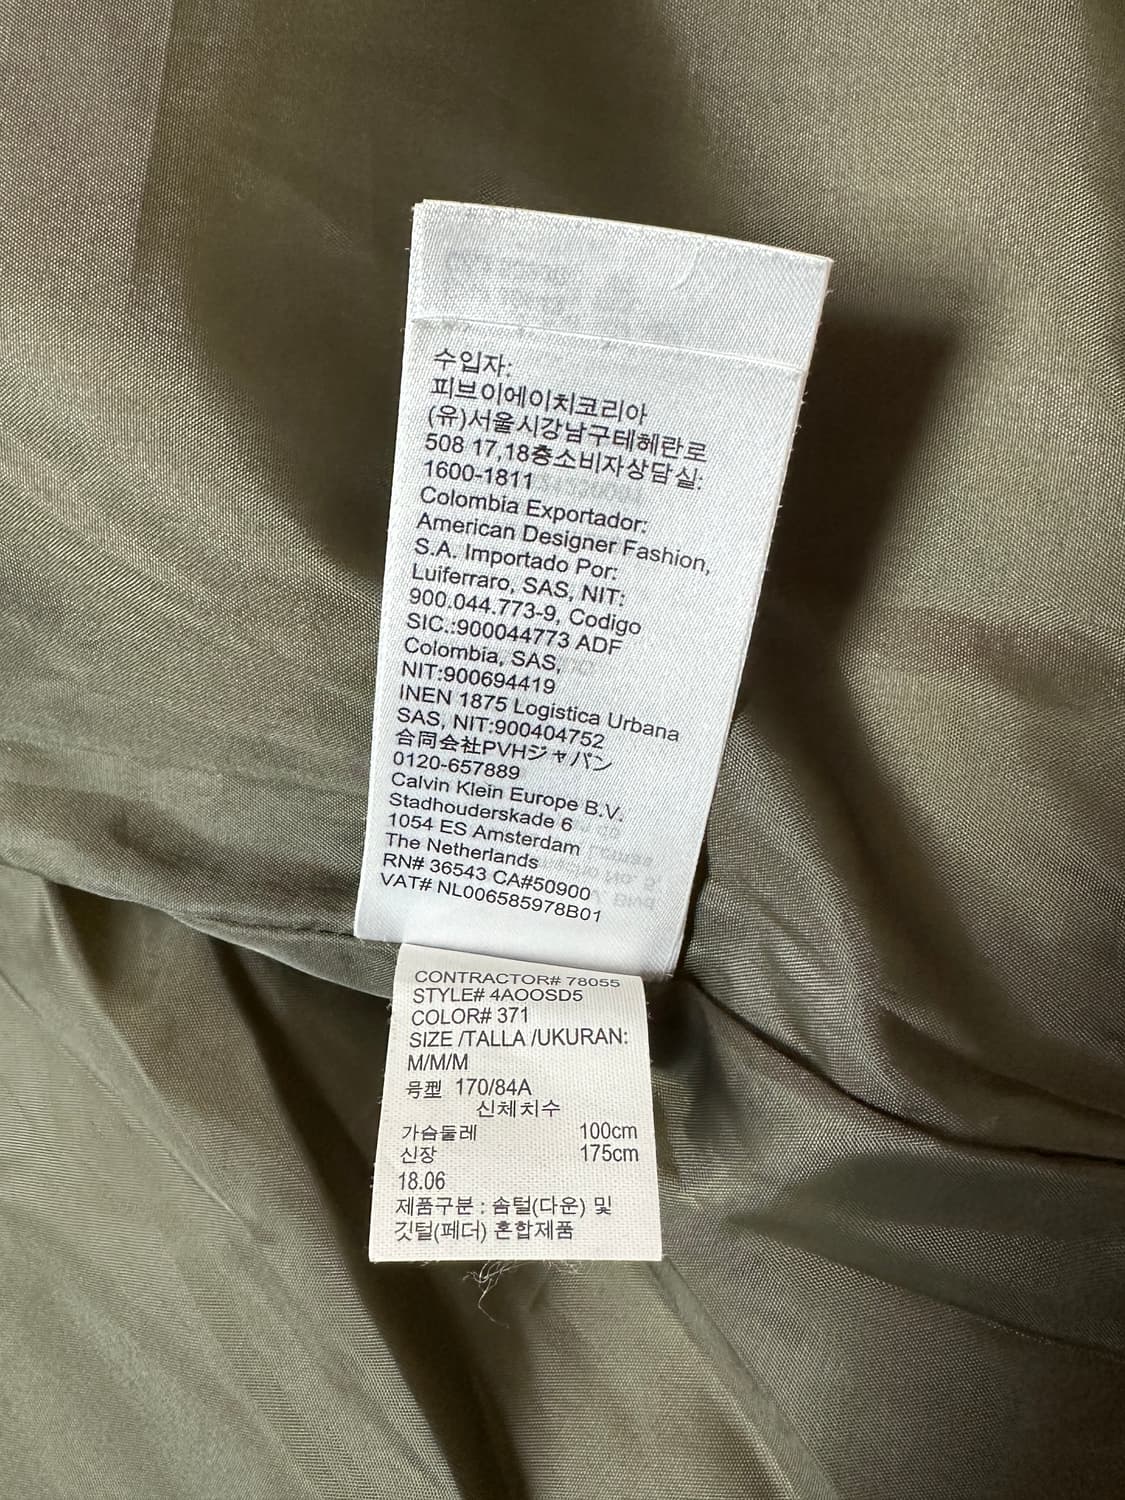 수입자:
피브이에이치코리아
(유)서울시강남구테헤란로
508 17,18층소비자상담실:
1600-1811
Colombia Exportador:
American Designer Fashion,
S.A. Importado Por:
Luiferraro, SAS, NIT:
900.044.773-9, Codigo
SIC.:900044773 ADF
Colombia, SAS,
NIT:900694419
INEN 1875 Logistica Urbana
SAS, NIT:900404752
合同会社PVHジャパン
0120-657889
Calvin Klein Europe B.V.
Stadhouderskade 6
1054 ES Amsterdam
The Netherlands
RN# 36543 CA#50900
VAT# NL006585978B01
CONTRACTOR# 78055
STYLE# 4AOOSD5
COLOR# 371
SIZE /TALLA /UKURAN:
M/M/M
号型 170/84A
신체치수
가슴둘레 100cm
신장 175cm
18.06
제품구분 : 솜털(다운) 및
깃털(페더) 혼합제품